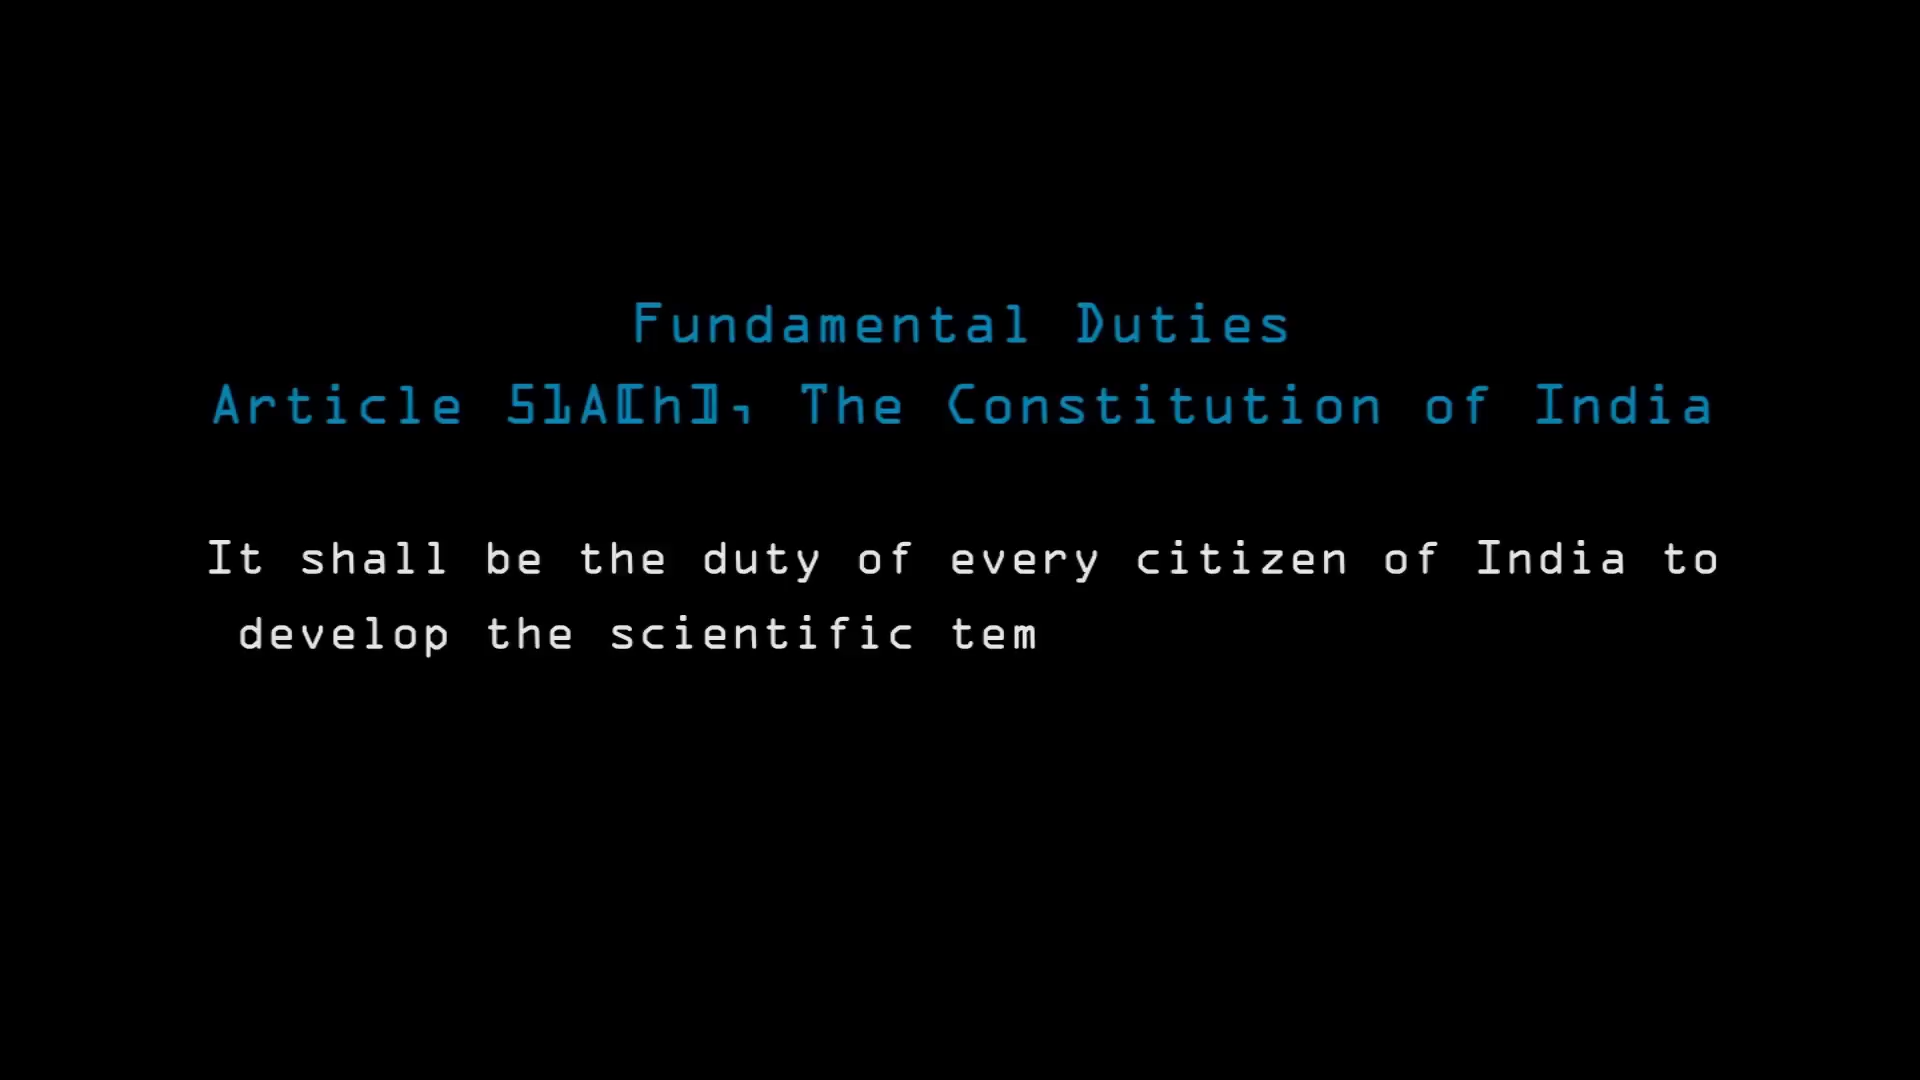 Fundamental Duties
Article 51A[h], The Constitution of India
It shall be the duty of every citizen of India to
develop the scientific tem